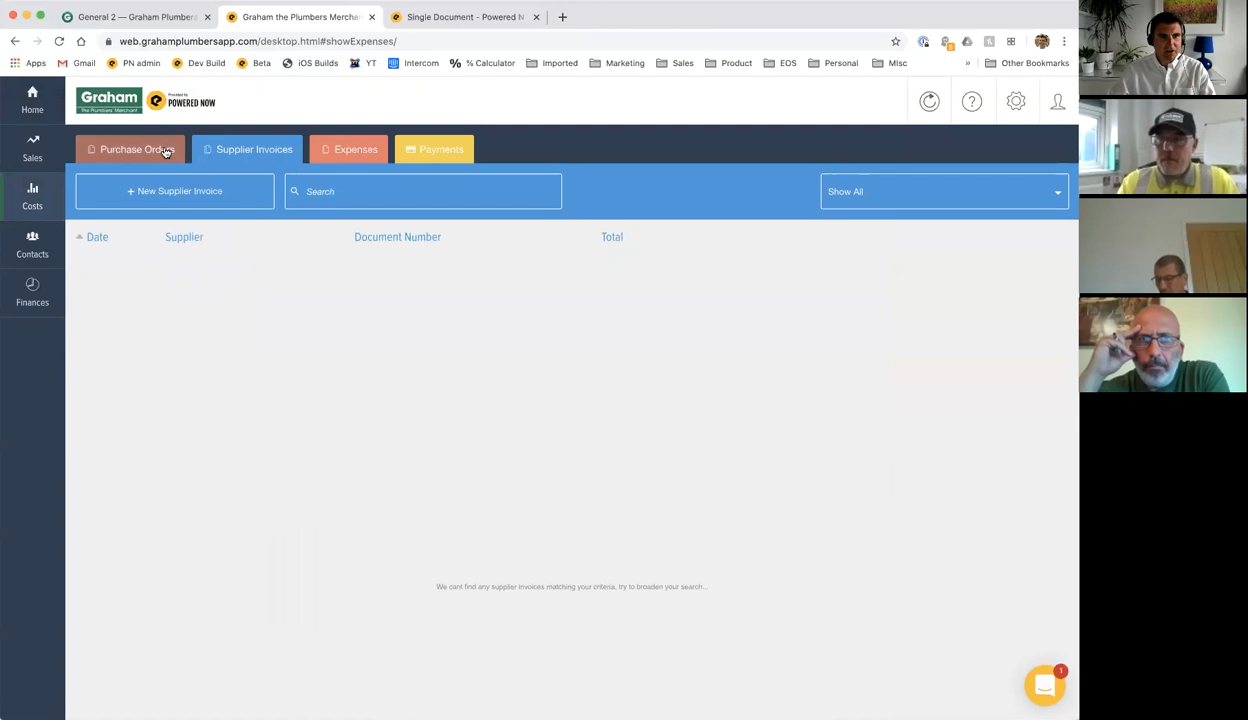 General 2 — Graham Plumbers
Graham the Plumbers Merchan
Single Document - Powered N
web.grahamplumbersapp.com/desktop.html#showExpenses/
Apps
Gmail
PN admin
Dev Build
Beta
iOS Builds
YT
Intercom
% Calculator
Imported
Marketing
Sales
Product
EOS
Personal
MIsc
»
Other Bookmarks
Home
Sales
Costs
Contacts
Finances
Graham
The Plumbers Merchant
Provided by
POWERED NOW
Purchase Orders
Supplier Invoices
Expenses
Payments
+ New Supplier Invoice
Search
Show All
Date
Supplier
Document Number
Total
We cant find any supplier invoices matching your criteria, try to broaden your search...
1